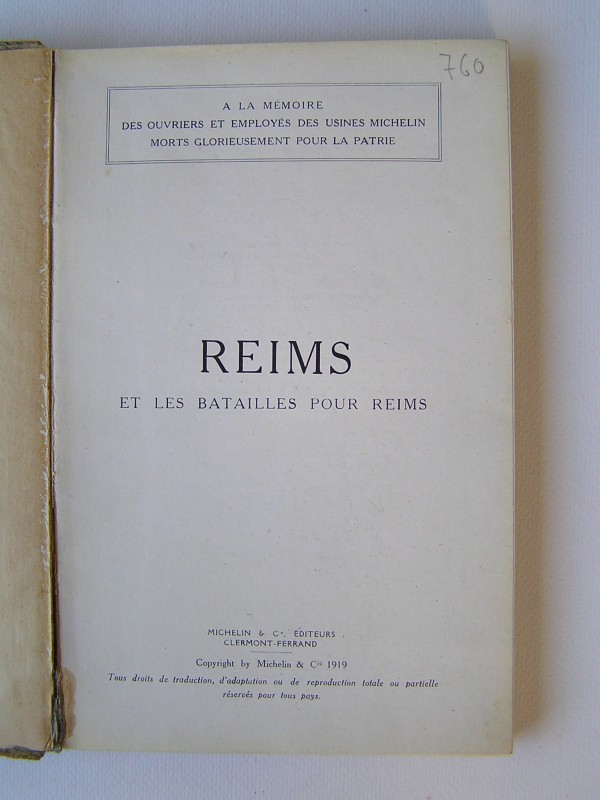 760
A LA MÉMOIRE
DES OUVRIERS ET EMPLOYÉS DES USINES MICHELIN
MORTS GLORIEUSEMENT POUR LA PATRIE
REIMS
ET LES BATAILLES POUR REIMS
MICHELIN & Cie, ÉDITEURS
CLERMONT-FERRAND
Copyright by Michelin & Cie 1919
Tous droits de traduction, d'adaptation ou de reproduction totale ou partielle
réservés pour tous pays.